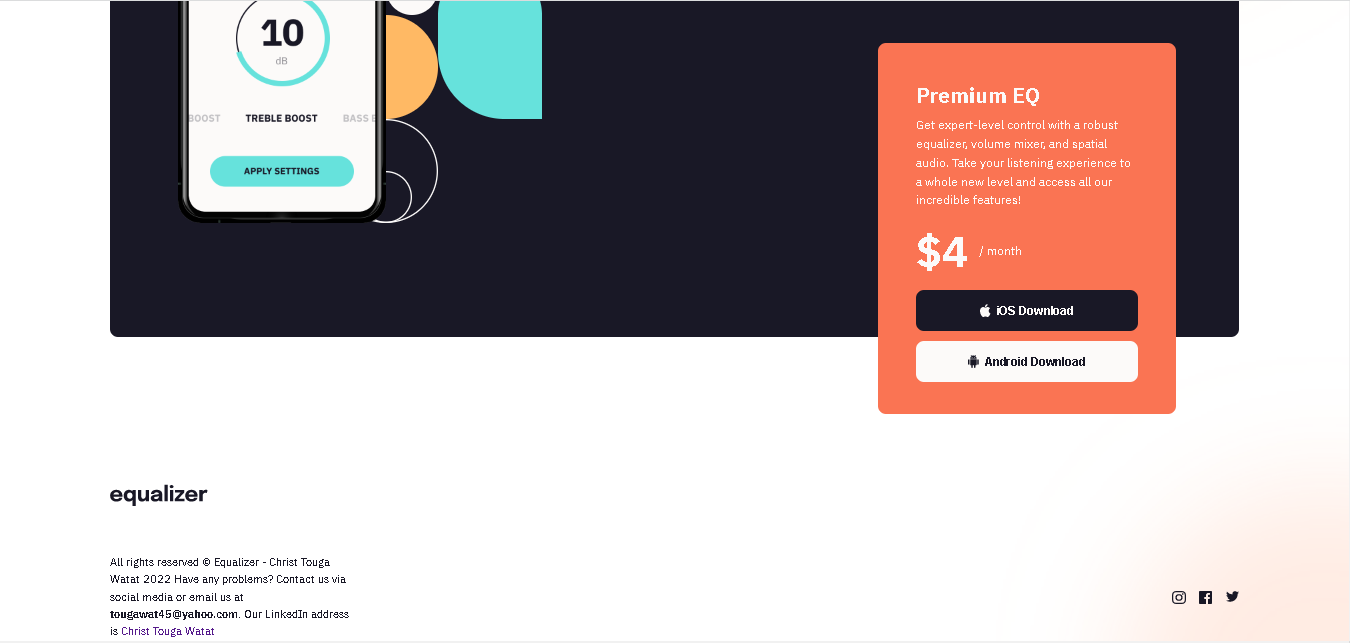 10
dB
BOOST TREBLE BOOST BASS
APPLY SETTINGS
Premium EQ
Get expert-level control with a robust
equalizer, volume mixer, and spatial
audio. Take your listening experience to
a whole new level and access all our
incredible features!
$4 / month
iOS Download
Android Download
equalizer
All rights reserved © Equalizer - Christ Touga
Watat 2022 Have any problems? Contact us via
social media or email us at
tougawat45@yahoo.com. Our LinkedIn address
is Christ Touga Watat